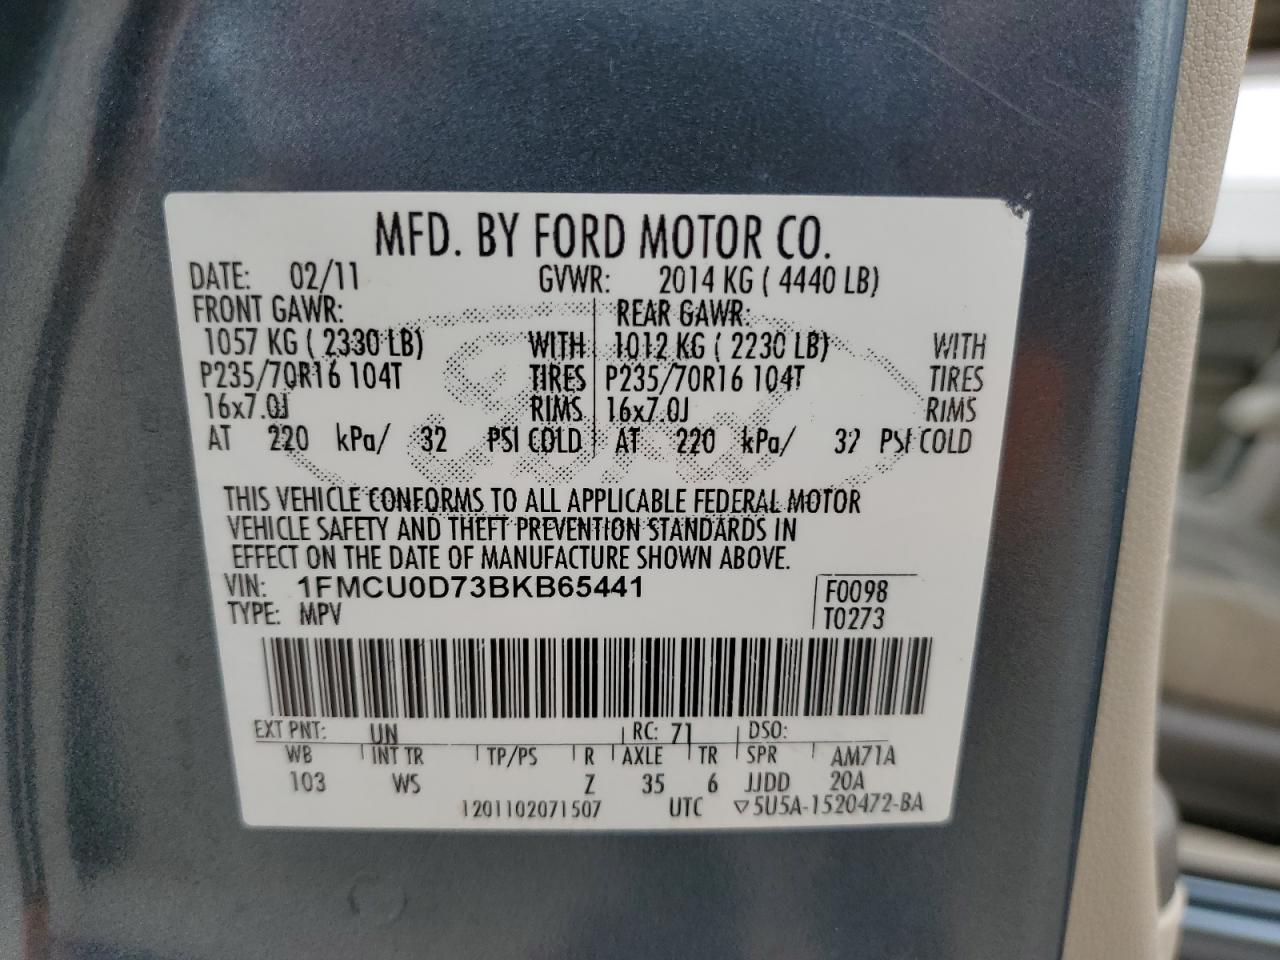 MFD. BY FORD MOTOR CO.
DATE: 02/11 GVWR: 2014 KG ( 4440 LB)
FRONT GAWR: REAR GAWR:
1057 KG ( 2330 LB) WITH 1012 KG ( 2230 LB) WITH
P235/70R16 104T TIRES P235/70R16 104T TIRES
16x7.0J RIMS 16x7.0J RIMS
AT 220 kPa/ 32 PSI COLD AT 220 kPa/ 32 PSI COLD
Ford
THIS VEHICLE CONFORMS TO ALL APPLICABLE FEDERAL MOTOR
VEHICLE SAFETY AND THEFT PREVENTION STANDARDS IN
EFFECT ON THE DATE OF MANUFACTURE SHOWN ABOVE.
VIN: 1FMCU0D73BKB65441 F0098
TYPE: MPV T0273
EXT PNT: UN RC: 71 DSO:
WB INT TR TP/PS R AXLE TR SPR AM71A
103 WS Z 35 6 JJDD 20A
1201102071507 UTC ▽5U5A-1520472-BA